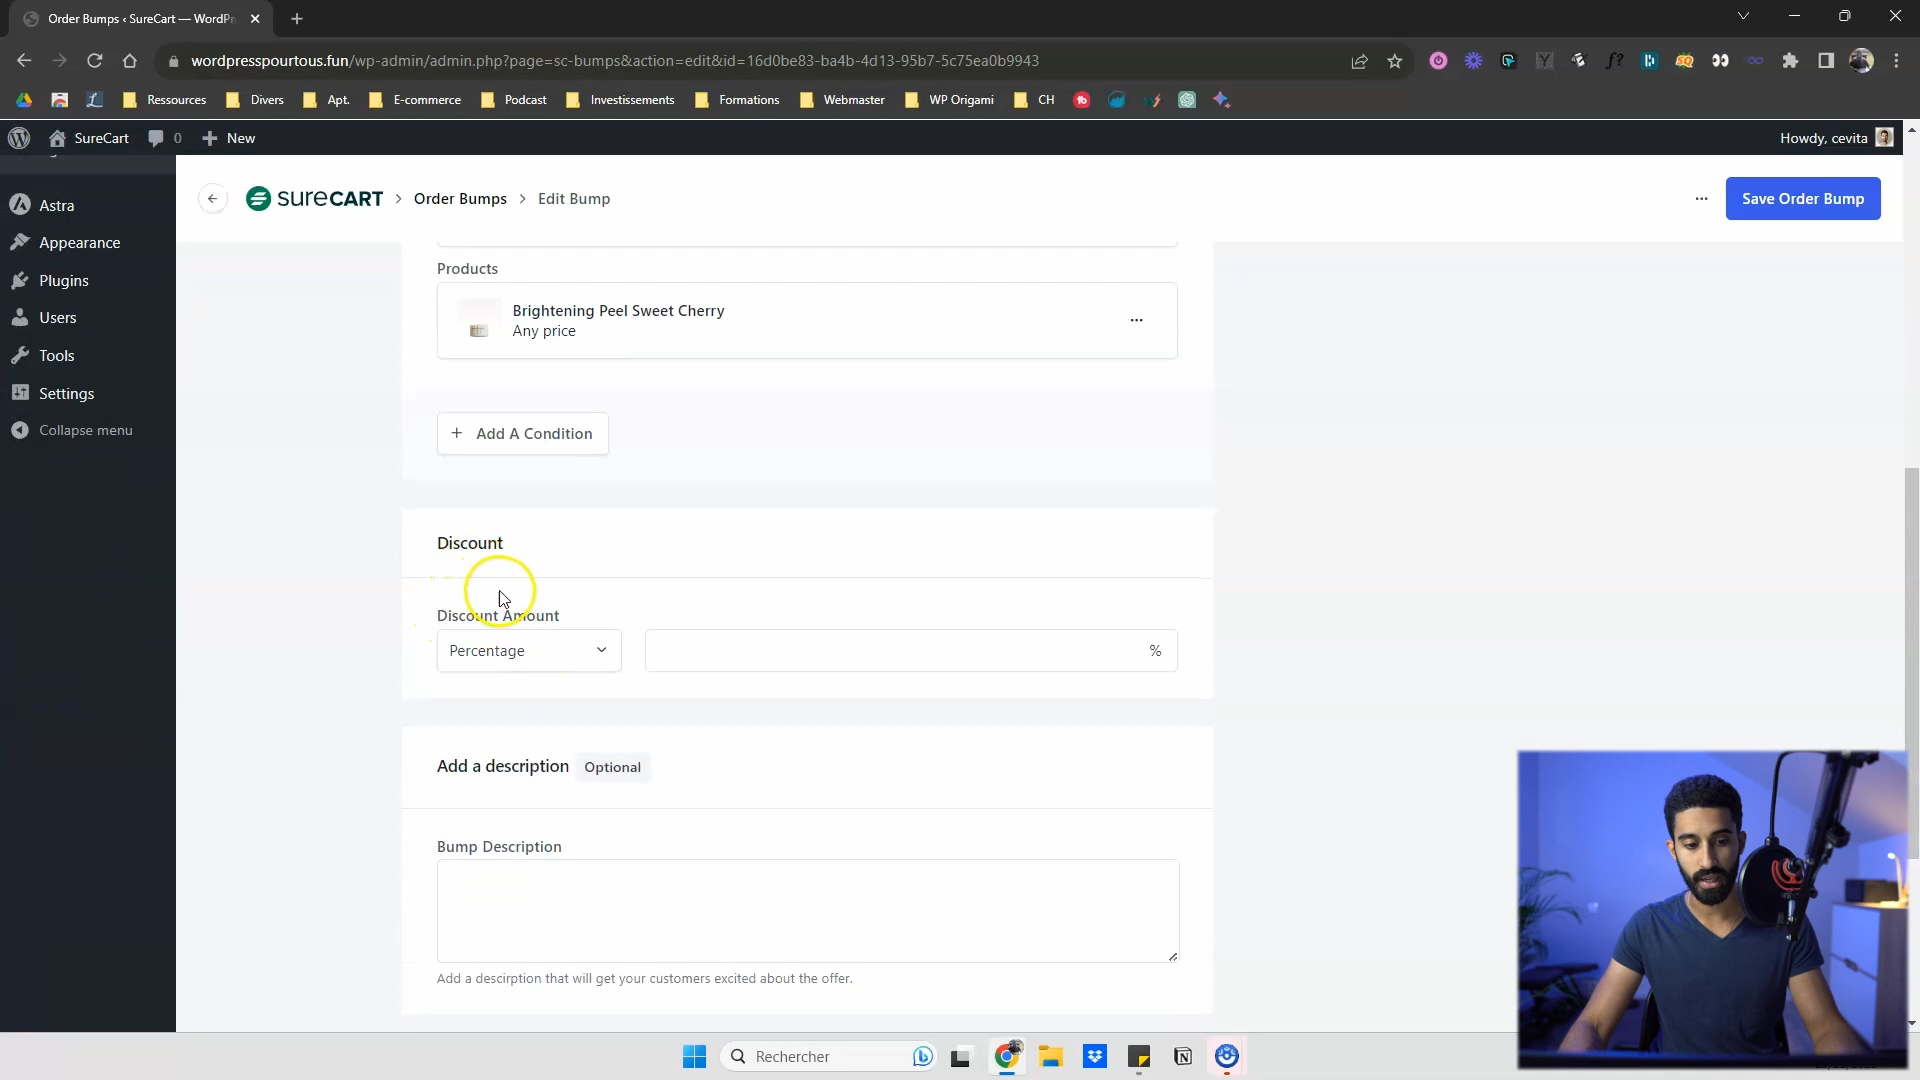 Order Bumps ‹ SureCart — WordPr
wordpresspourtous.fun/wp-admin/admin.php?page=sc-bumps&action=edit&id=16d0be83-ba4b-4d13-95b7-5c75ea0b9943
Ressources
Divers
Apt.
E-commerce
Podcast
Investissements
Formations
Webmaster
WP Origami
CH
SureCart
0
New
Howdy, cevita
Astra
Appearance
Plugins
Users
Tools
Settings
Collapse menu
SURECART
Order Bumps
Edit Bump
Save Order Bump
Products
Brightening Peel Sweet Cherry
Any price
+ Add A Condition
Discount
Discount Amount
Percentage
%
Add a description
Optional
Bump Description
Add a descirption that will get your customers excited about the offer.
Rechercher